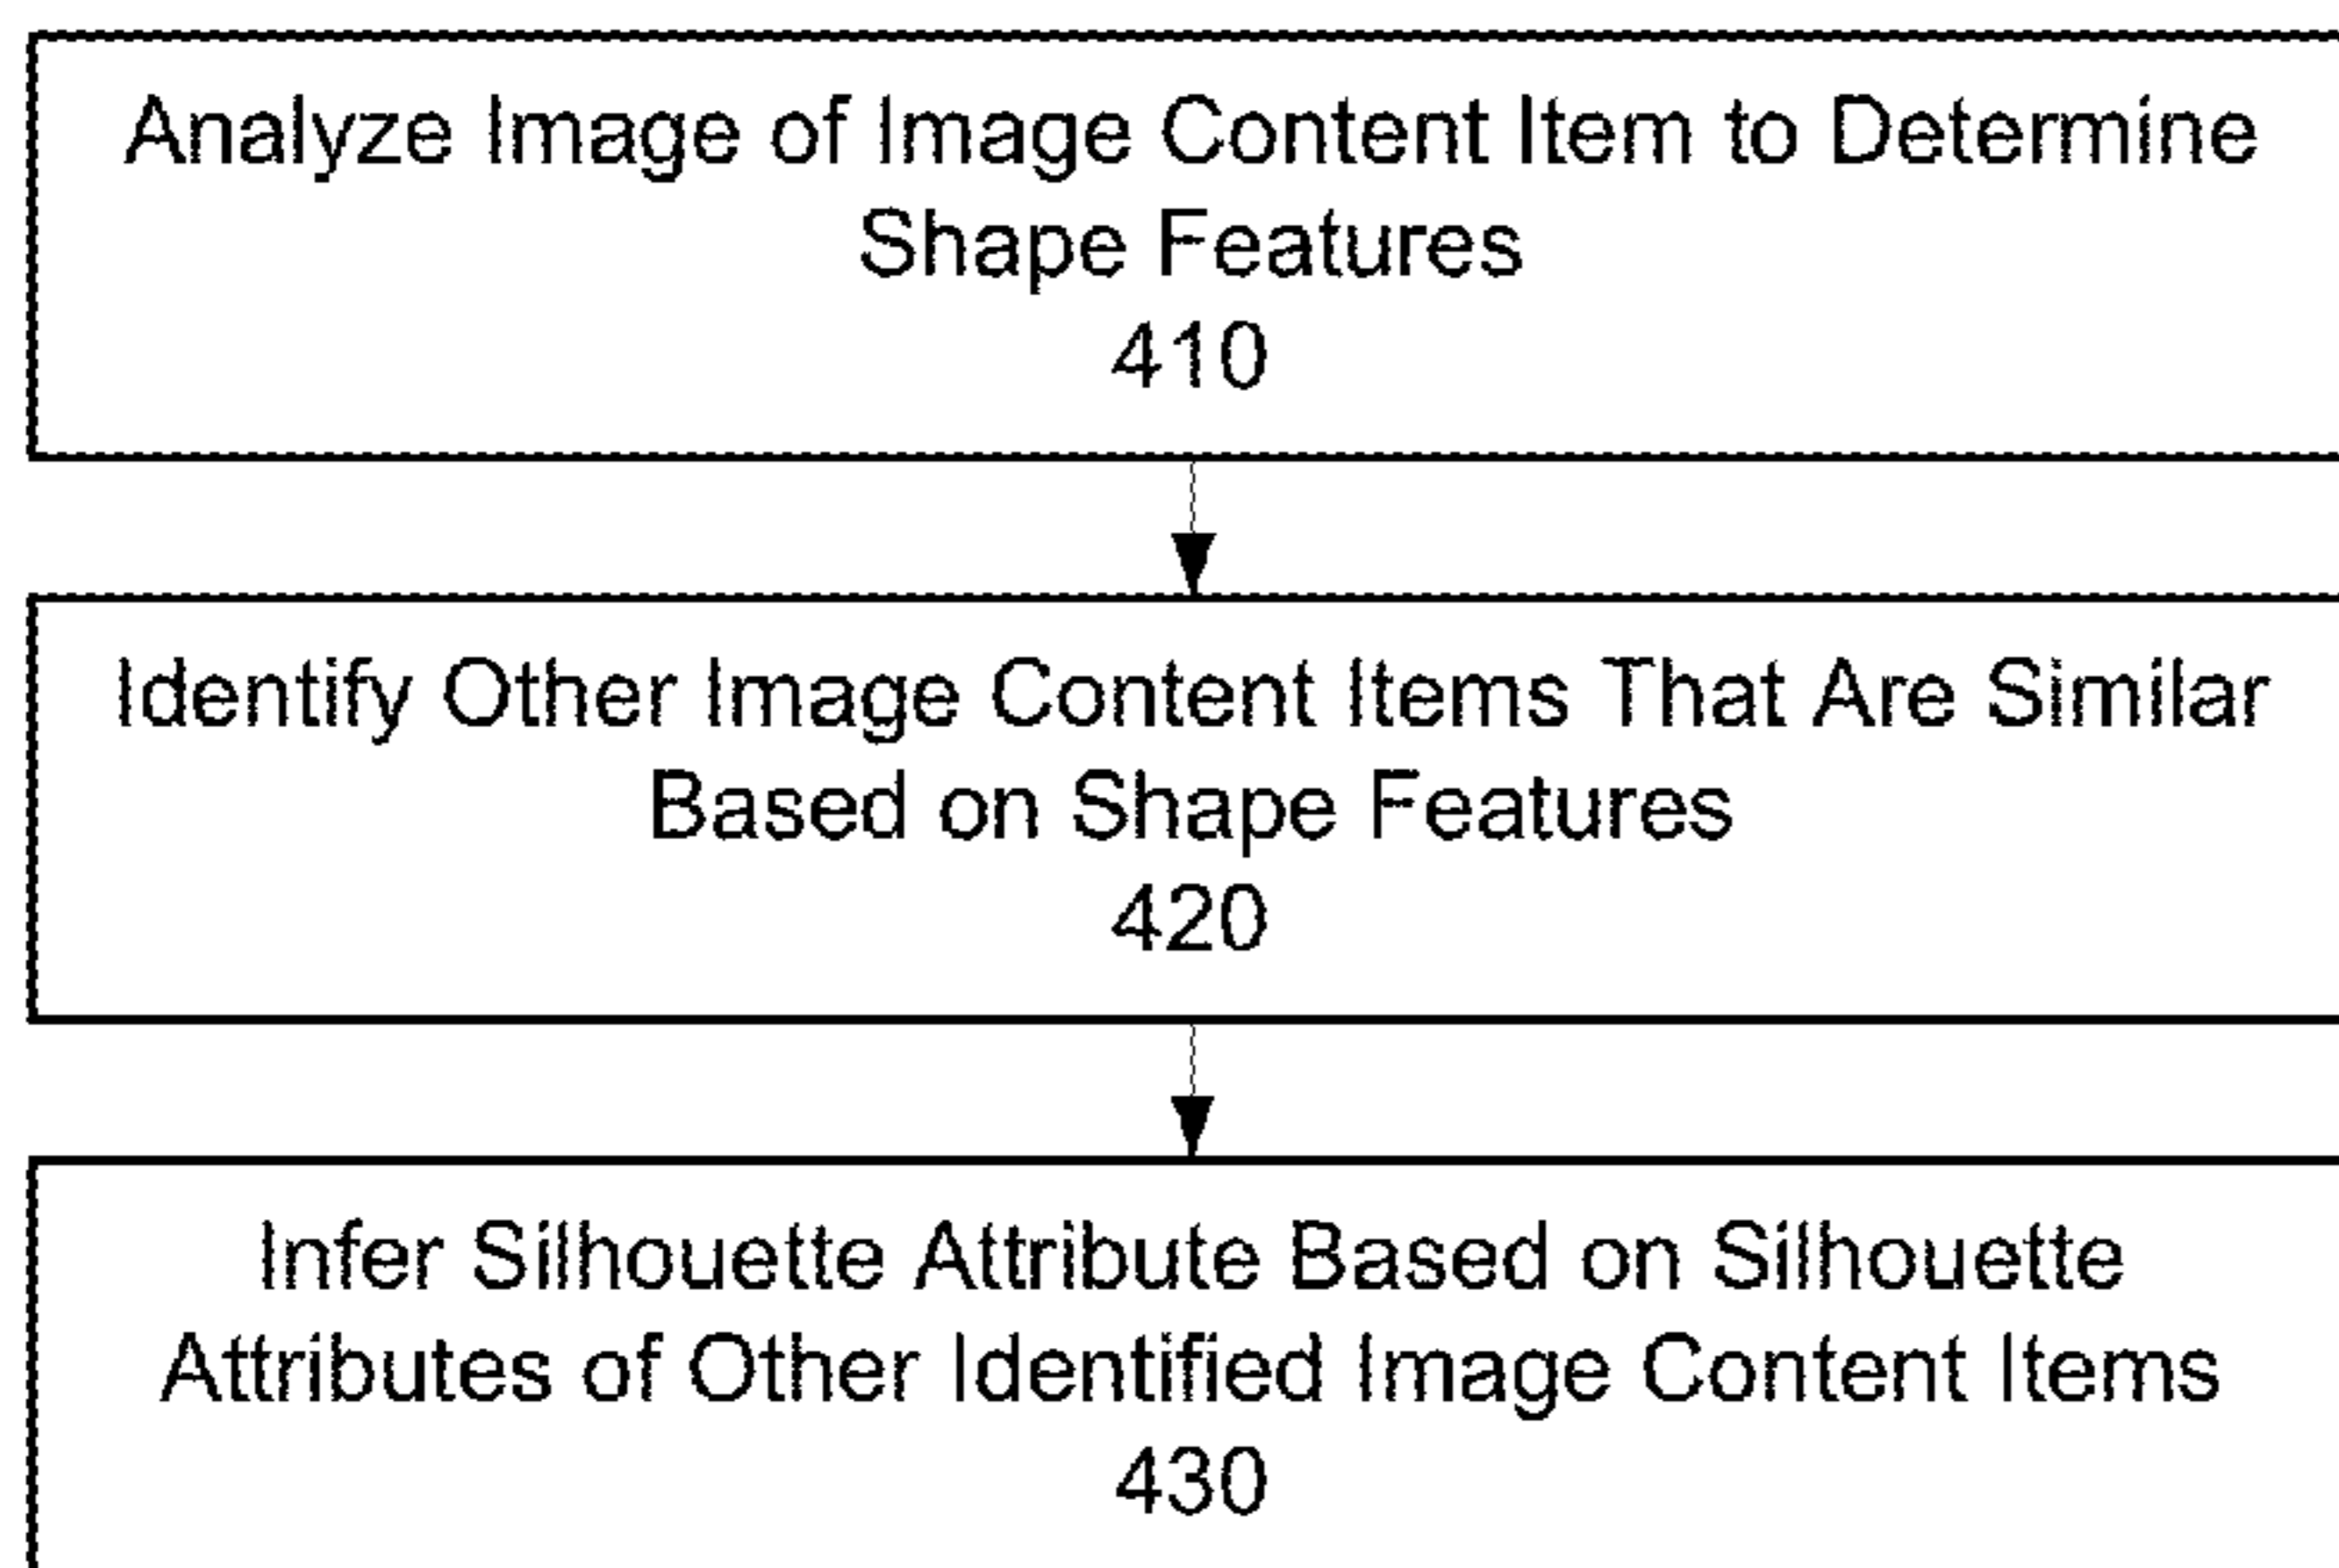 Analyze Image of Image Content Item to Determine
Shape Features
410
Identify Other Image Content Items That Are Similar
Based on Shape Features
420
Infer Silhouette Attribute Based on Silhouette
Attributes of Other Identified Image Content Items
430